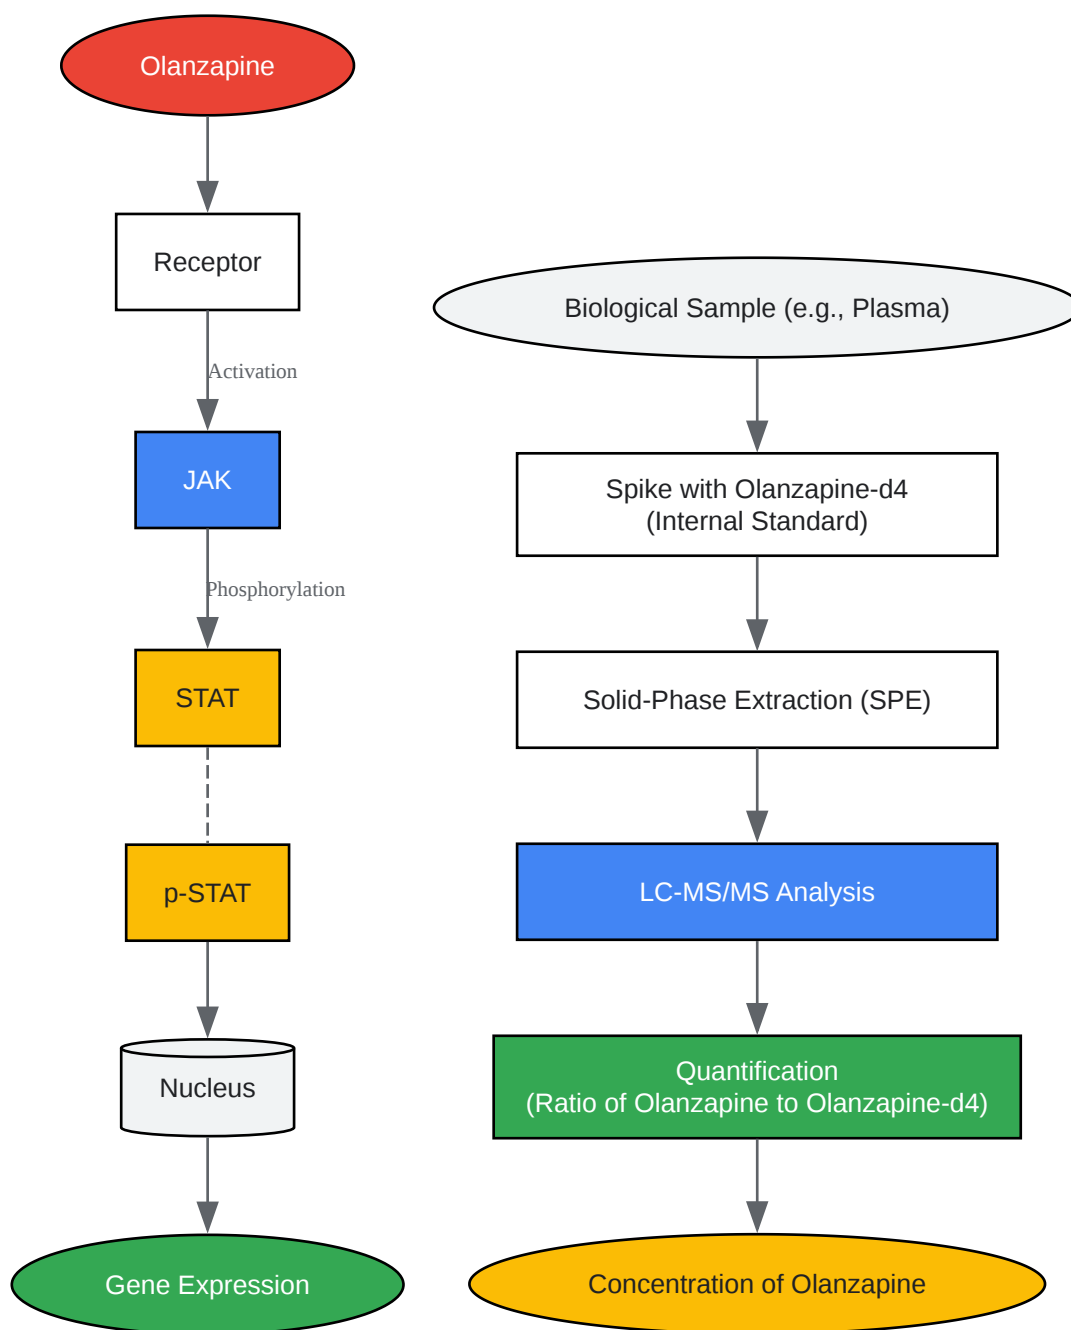 Olanzapine
Receptor
Activation
JAK
Phosphorylation
STAT
p-STAT
Nucleus
Gene Expression
Biological Sample (e.g., Plasma)
Spike with Olanzapine-d4
(Internal Standard)
Solid-Phase Extraction (SPE)
LC-MS/MS Analysis
Quantification
(Ratio of Olanzapine to Olanzapine-d4)
Concentration of Olanzapine